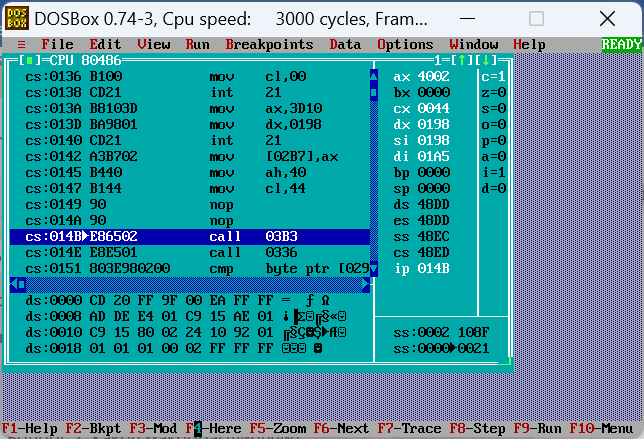 DOSBox 0.74-3, Cpu speed: 3000 cycles, Fram...
≡ File Edit View Run Breakpoints Data Options Window Help READY
[■]=CPU 80486 1=[↑][↓]
cs:0136 B100 mov cl,00 ax 4002 c=1
cs:0138 CD21 int 21 bx 0000 z=0
cs:013A B8103D mov ax,3D10 cx 0044 s=0
cs:013D BA9801 mov dx,0198 dx 0198 o=0
cs:0140 CD21 int 21 si 0198 p=0
cs:0142 A3B702 mov [02B7],ax di 01A5 a=0
cs:0145 B440 mov ah,40 bp 0000 i=1
cs:0147 B144 mov cl,44 sp 0000 d=0
cs:0149 90 nop ds 48DD
cs:014A 90 nop es 48DD
cs:014B►E86502 call 03B3 ss 48EC
cs:014E E8E501 call 0336 cs 48ED
cs:0151 803E980200 cmp byte ptr [029 ip 014B
ds:0000 CD 20 FF 9F 00 EA FF FF = ƒ Ω
ds:0008 AD DE E4 01 C9 15 AE 01 ¡▐Σ☺╔§«☺
ds:0010 C9 15 80 02 24 10 92 01 ╔§Ç☻$►Æ☺ ss:0002 108F
ds:0018 01 01 01 00 02 FF FF FF ☺☺☺ ☻ ss:0000►0021
F1-Help F2-Bkpt F3-Mod F4-Here F5-Zoom F6-Next F7-Trace F8-Step F9-Run F10-Menu